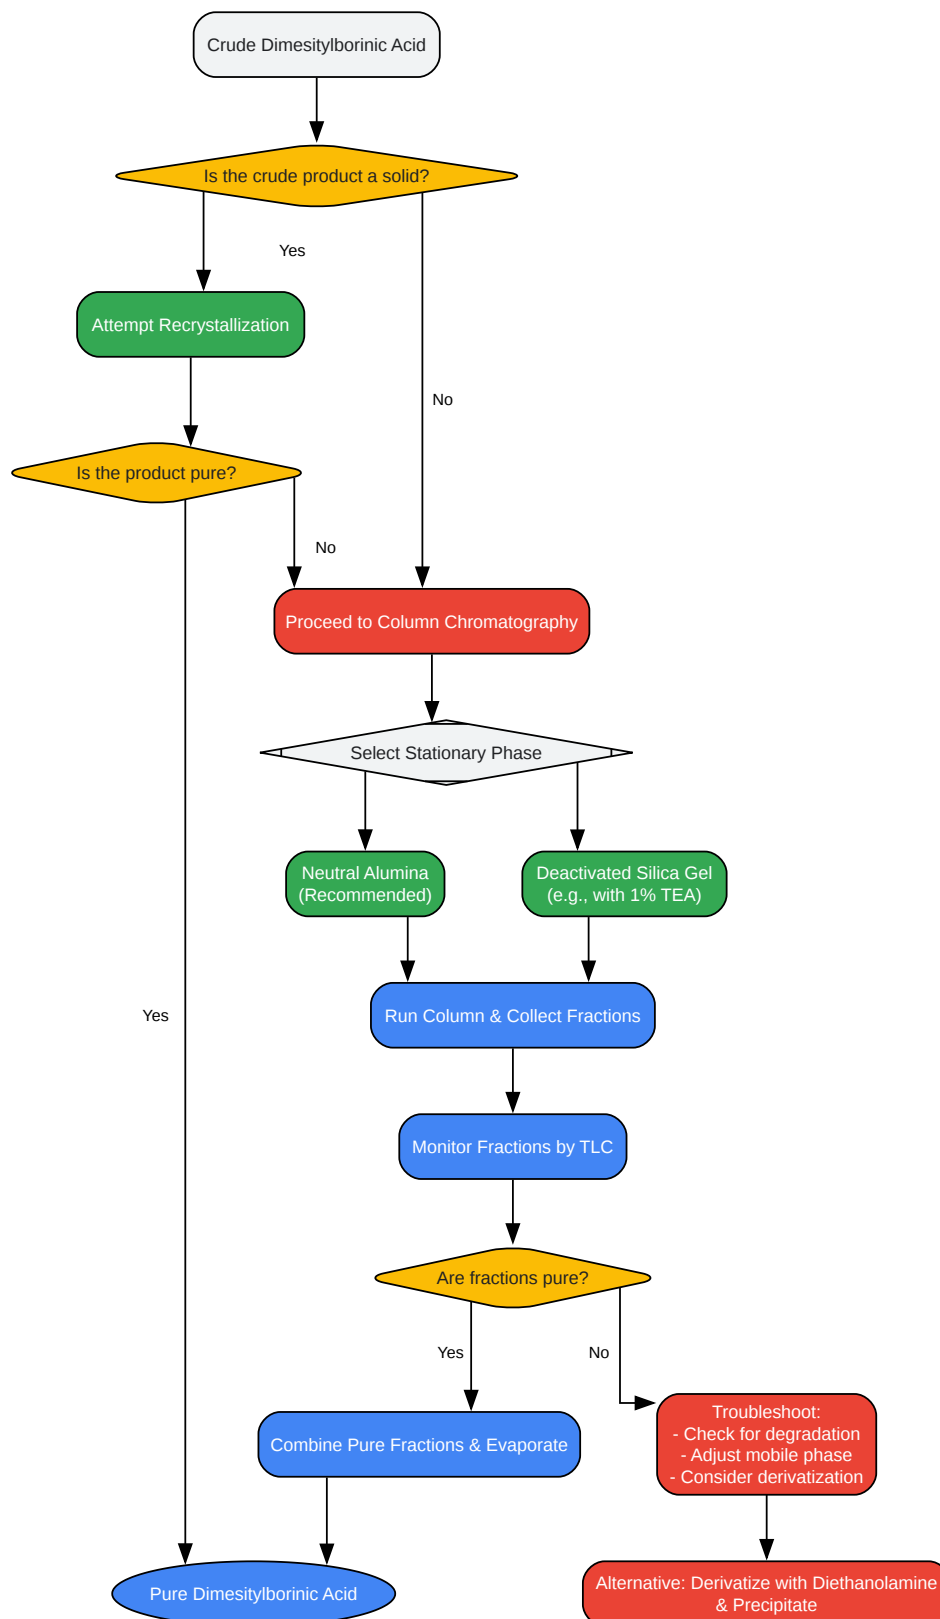 Crude Dimesitylborinic Acid
Is the crude product a solid?
Yes
Attempt Recrystallization
No
Is the product pure?
No
Proceed to Column Chromatography
Select Stationary Phase
Neutral Alumina
(Recommended)
Deactivated Silica Gel
(e.g., with 1% TEA)
Yes
Run Column & Collect Fractions
Monitor Fractions by TLC
Are fractions pure?
Yes
No
Combine Pure Fractions & Evaporate
Troubleshoot:
- Check for degradation
- Adjust mobile phase
- Consider derivatization
Pure Dimesitylborinic Acid
Alternative: Derivatize with Diethanolamine
& Precipitate